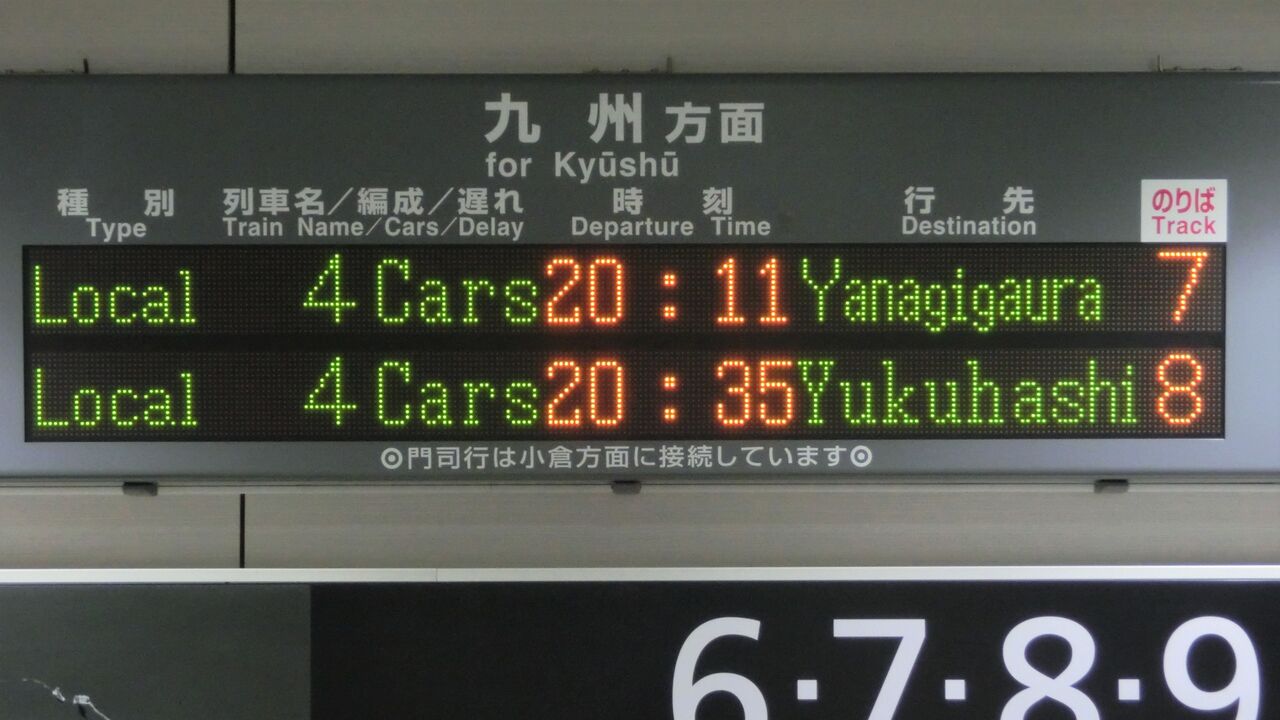 九州方面
for Kyūshū
種別 列車名／編成／遅れ 時刻 行先 のりば
Type Train Name/Cars/Delay Departure Time Destination Track
Local 4 Cars 20:11 Yanagigaura 7
Local 4 Cars 20:35 Yukuhashi 8
◎門司行は小倉方面に接続しています◎
6・7・8・9